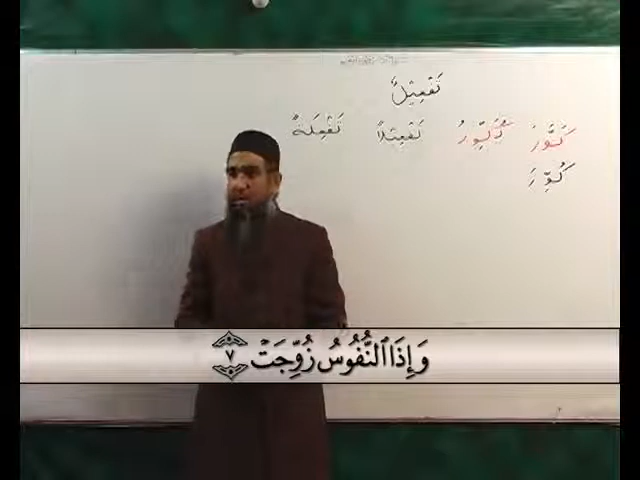 تَفْعِيْلٌ
كَوَّرَ يُكَوِّرُ تَفْعِيْلًا تَفْعِلَةً
كُوِّرَ
وَإِذَا ٱلنُّفُوسُ زُوِّجَتْ ٧